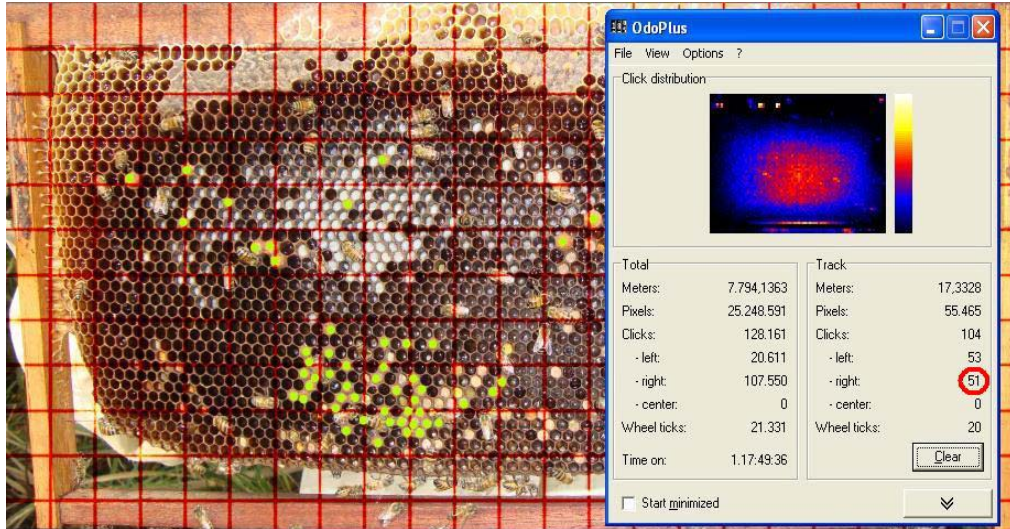 OdoPlus
File View Options ?
Click distribution
Total
Meters: 7.794,1363
Pixels: 25.248.591
Clicks: 128.161
- left: 20.611
- right: 107.550
- center: 0
Wheel ticks: 21.331
Time on: 1.17:49:36
Track
Meters: 17,3328
Pixels: 55.465
Clicks: 104
- left: 53
- right: 51
- center: 0
Wheel ticks: 20
Clear
Start minimized